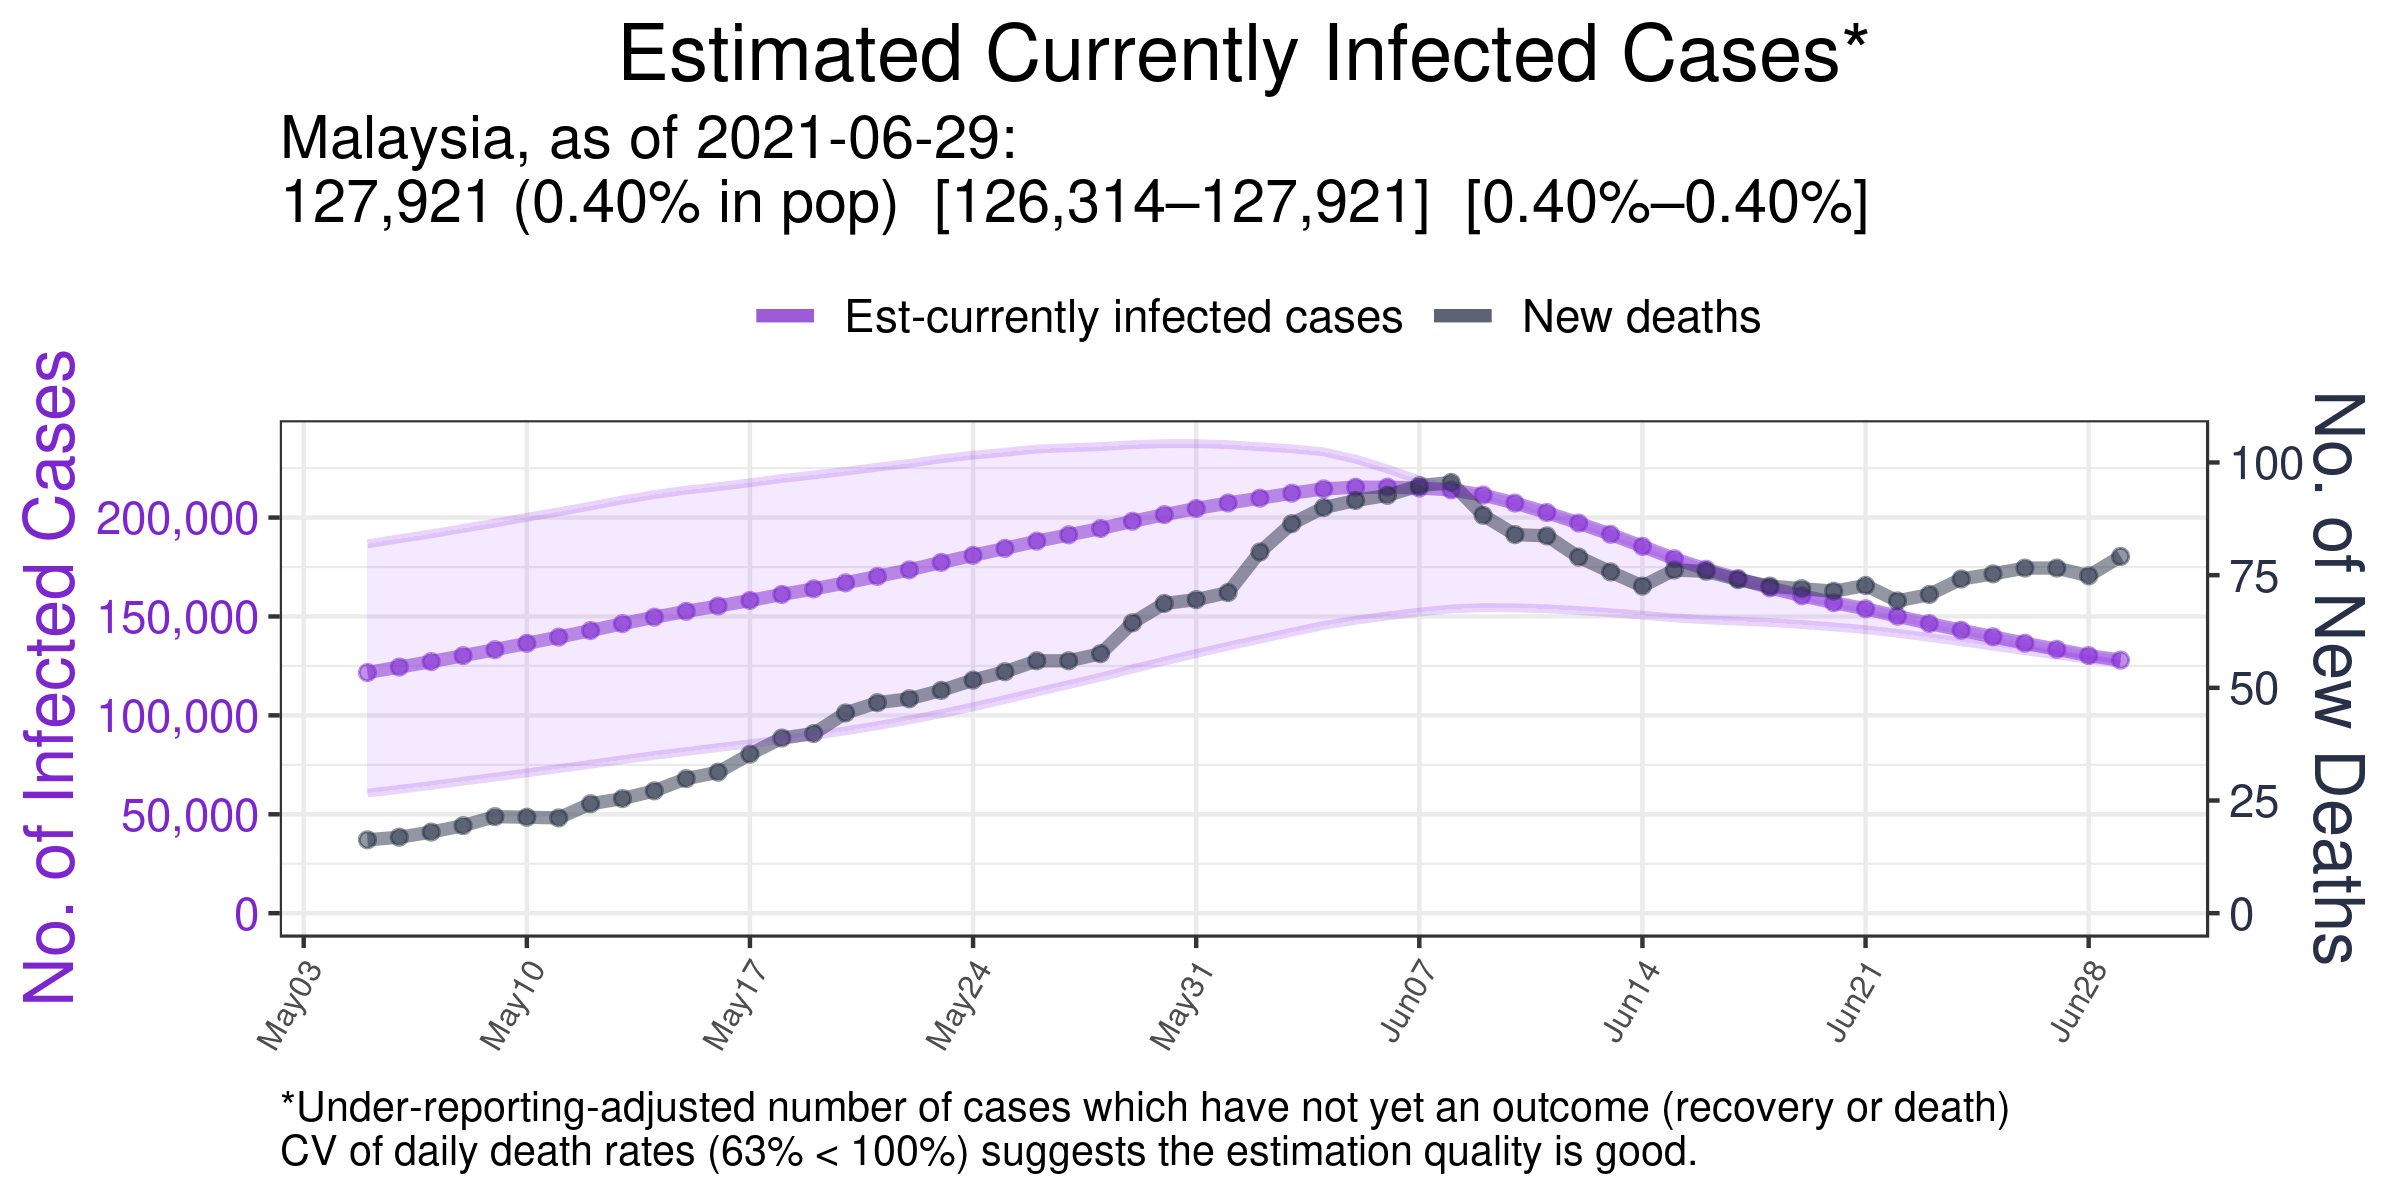 Estimated Currently Infected Cases*
Malaysia, as of 2021-06-29:
127,921 (0.40% in pop)  [126,314–127,921]  [0.40%–0.40%]
Est-currently infected cases
New deaths
No. of Infected Cases
200,000
150,000
100,000
50,000
0
100
75
50
25
0
No. of New Deaths
May03
May10
May17
May24
May31
Jun07
Jun14
Jun21
Jun28
*Under-reporting-adjusted number of cases which have not yet an outcome (recovery or death)
CV of daily death rates (63% < 100%) suggests the estimation quality is good.